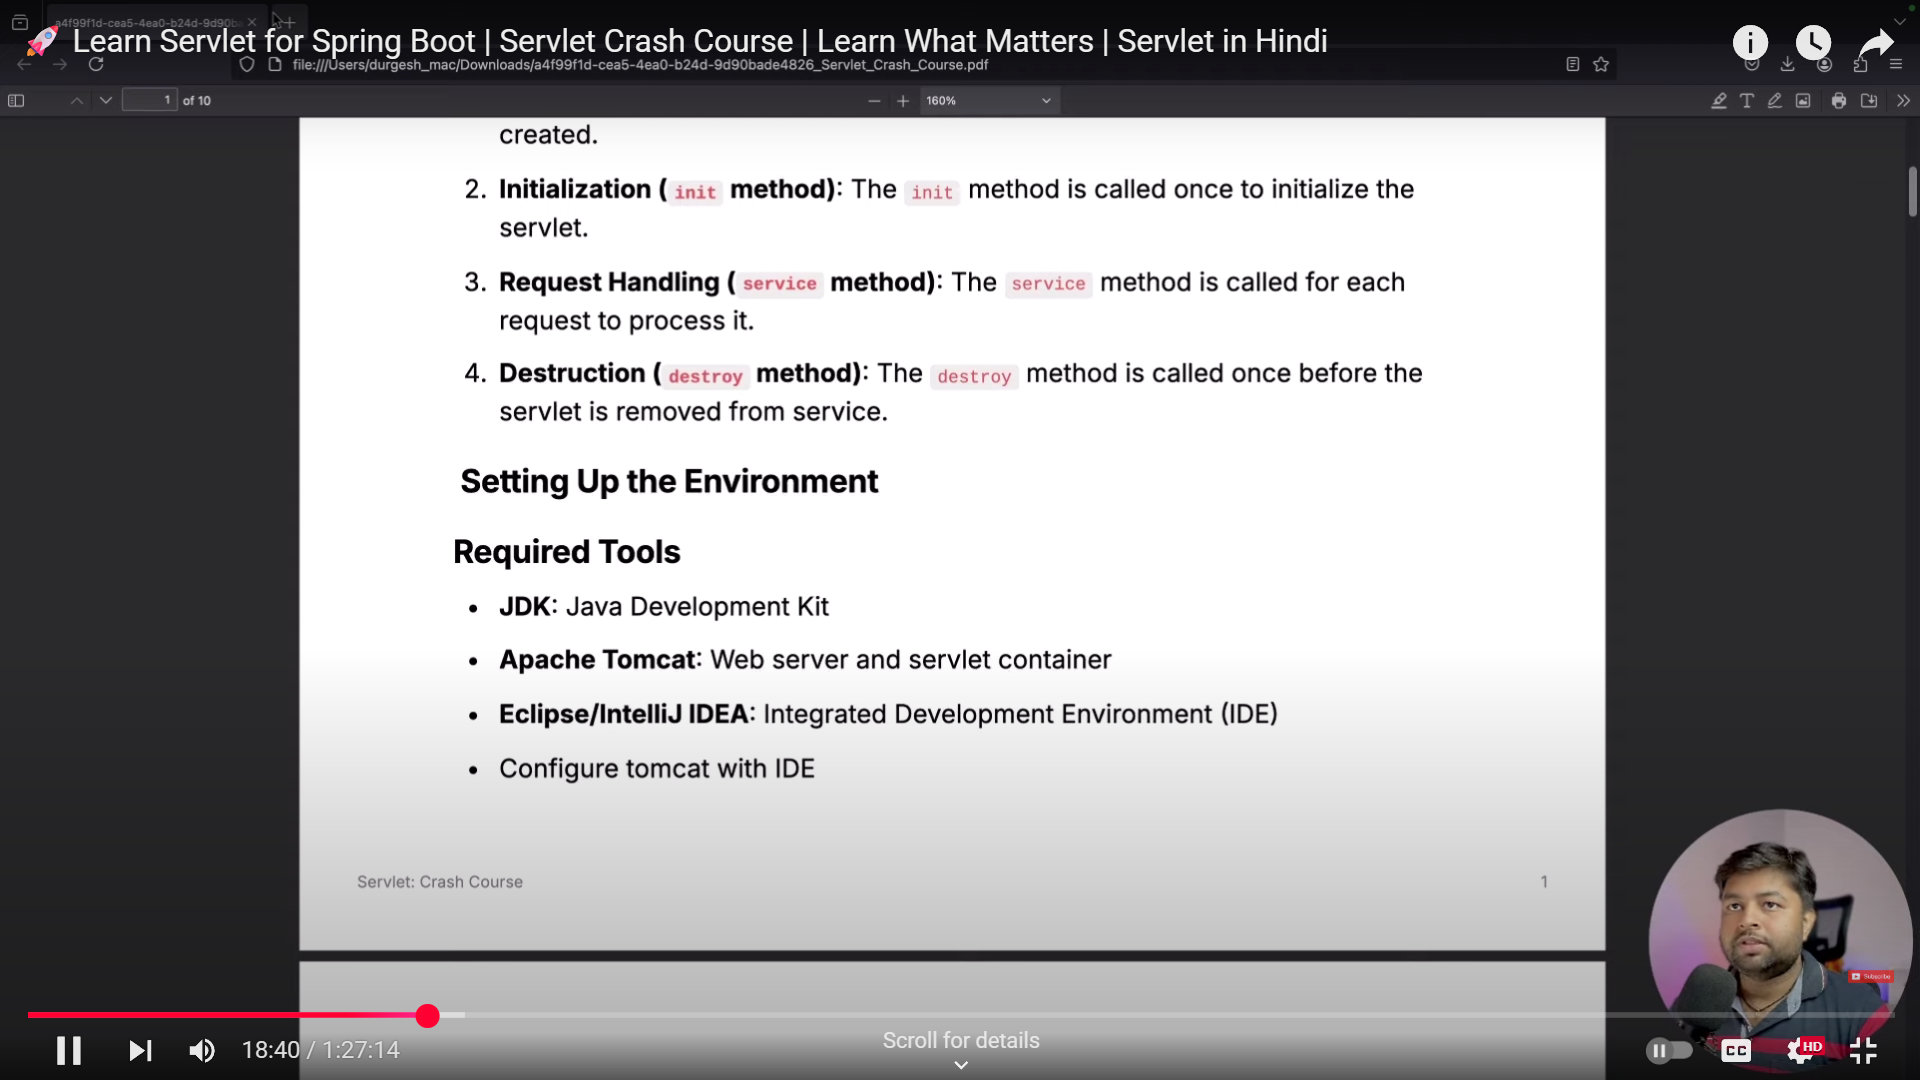 a4f99f1d-cea5-4ea0-b24d-9d90ba
🚀 Learn Servlet for Spring Boot | Servlet Crash Course | Learn What Matters | Servlet in Hindi
file:///Users/durgesh_mac/Downloads/a4f99f1d-cea5-4ea0-b24d-9d90bade4826_Servlet_Crash_Course.pdf
1 of 10
160%
created.
2. Initialization ( init method): The init method is called once to initialize the
servlet.
3. Request Handling ( service method): The service method is called for each
request to process it.
4. Destruction ( destroy method): The destroy method is called once before the
servlet is removed from service.
Setting Up the Environment
Required Tools
• JDK: Java Development Kit
• Apache Tomcat: Web server and servlet container
• Eclipse/IntelliJ IDEA: Integrated Development Environment (IDE)
• Configure tomcat with IDE
Servlet: Crash Course 1
Subscribe
18:40 / 1:27:14
Scroll for details
CC
HD